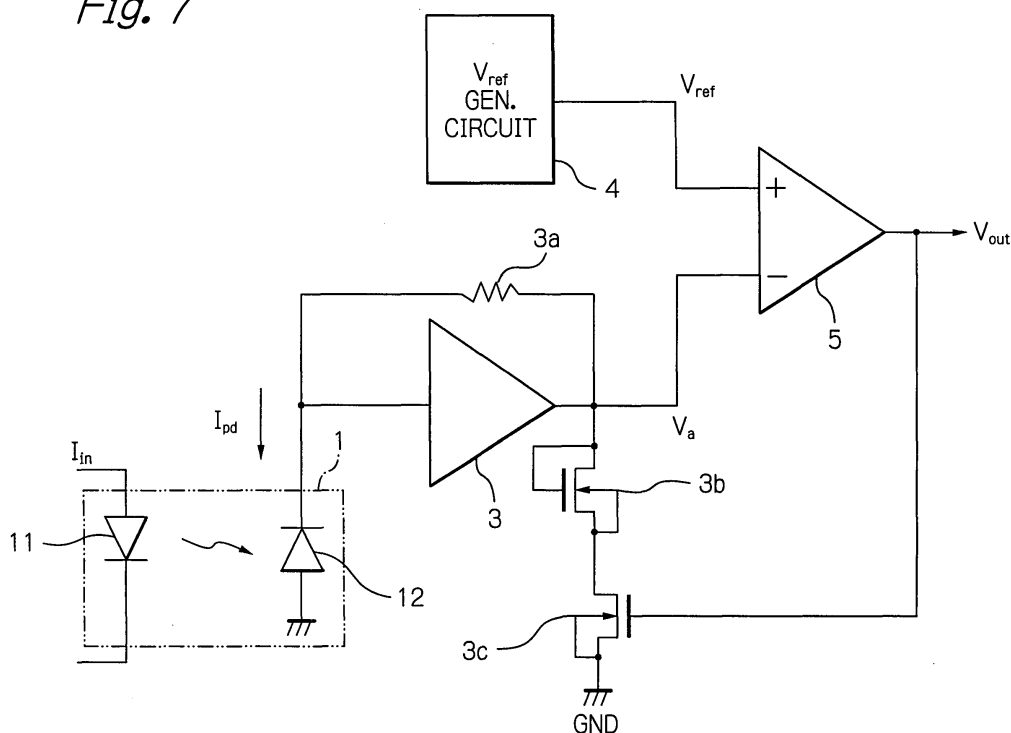 Fig. 7
Vref
GEN.
CIRCUIT
Vref
4
+
−
Vout
5
3a
Ipd
Va
1
Iin
3
3b
11
12
3c
GND